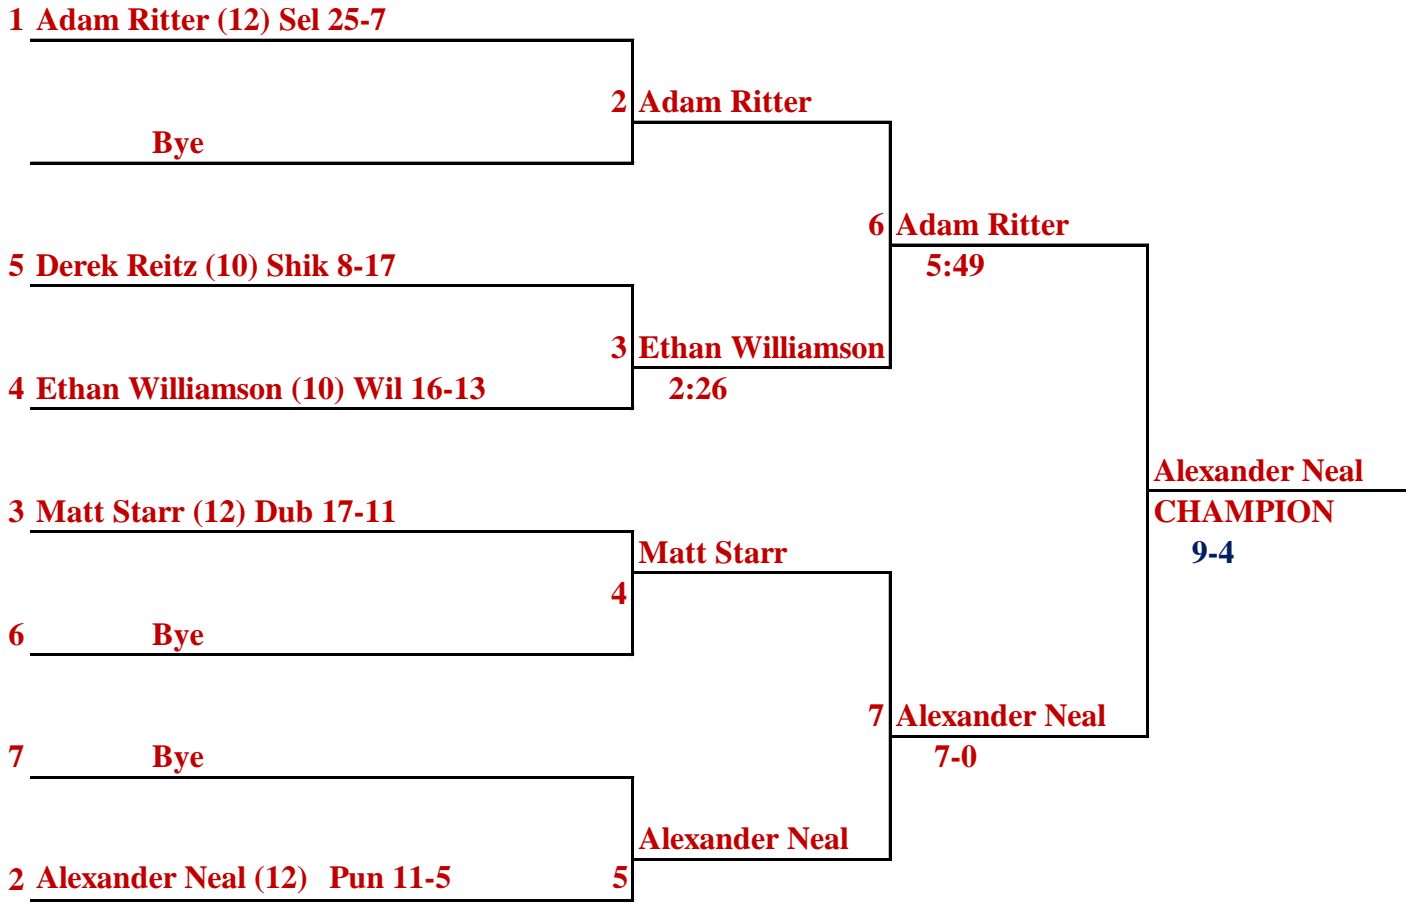 1 Adam Ritter (12) Sel 25-7
2 Adam Ritter
Bye
6 Adam Ritter
5 Derek Reitz (10) Shik 8-17
5:49
3 Ethan Williamson
4 Ethan Williamson (10) Wil 16-13
2:26
Alexander Neal
3 Matt Starr (12) Dub 17-11
CHAMPION
Matt Starr
9-4
4
6 Bye
7 Alexander Neal
7 Bye
7-0
Alexander Neal
2 Alexander Neal (12) Pun 11-5
5